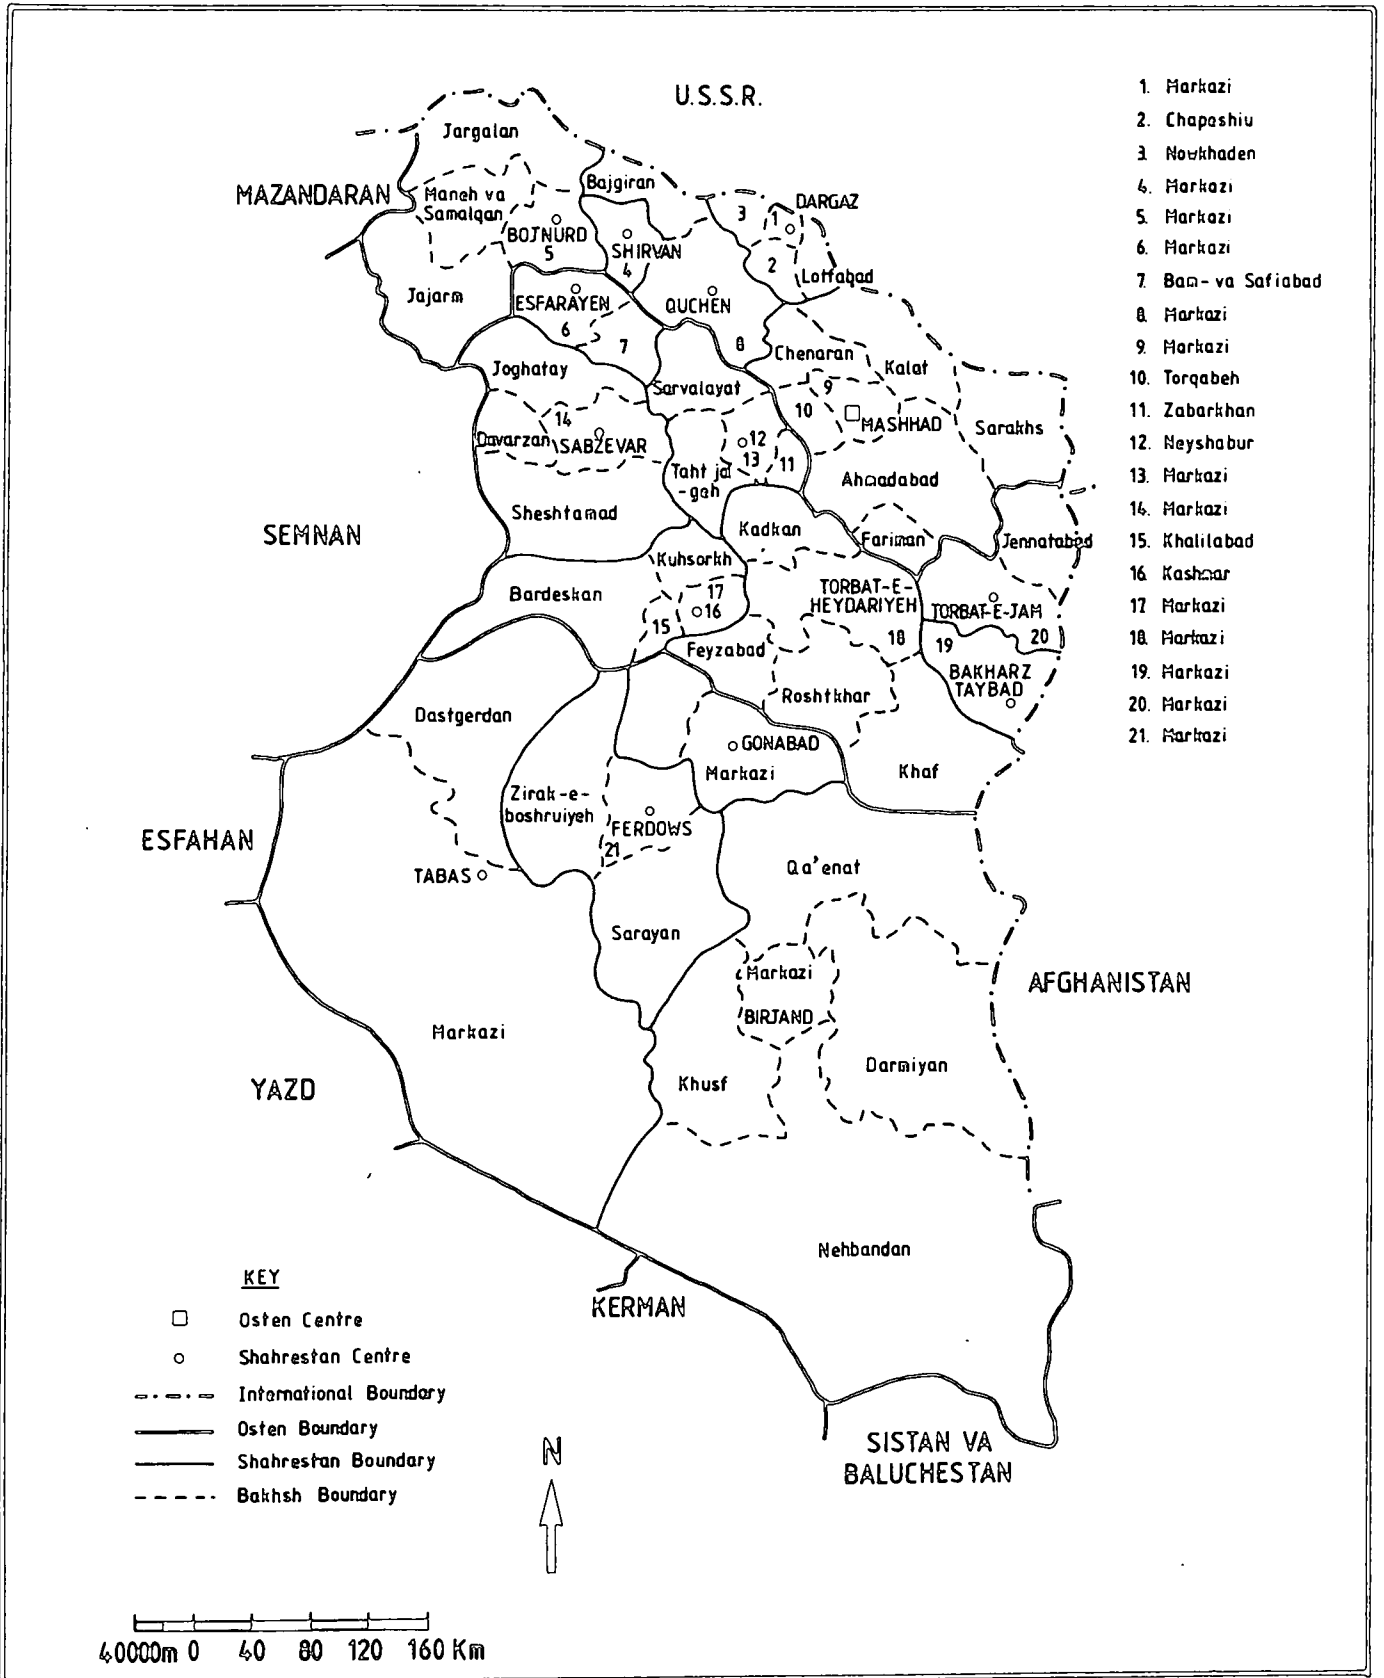 U.S.S.R.
1. Markazi
2. Chapashiu
3. Nowkhaden
4. Markazi
5. Markazi
6. Markazi
7. Bam-va Safiabad
8. Markazi
9. Markazi
10. Torqabeh
11. Zabarkhan
12. Neyshabur
13. Markazi
14. Markazi
15. Khalilabad
16. Kashmar
17. Markazi
18. Markazi
19. Markazi
20. Markazi
21. Markazi
Jargalan
MAZANDARAN
Maneh va
Samalqan
Bajgiran
DARGAZ
3
1
2
BOJNURD
5
SHIRVAN
4
Lotfabad
Jajarm
ESFARAYEN
6
7
QUCHEN
8
Chenaran
Kalat
Joghatay
Sarvalayat
9
10
MASHHAD
Sarakhs
14
Davarzan
SABZEVAR
12
13
11
Taht jal
-geh
Ahmadabad
Sheshtamad
SEMNAN
Kadkan
Fariman
Jennatabad
Kuhsorkh
Bardeskan
17
16
15
TORBAT-E-
HEYDARIYEH
18
TORBAT-E-JAM
19
20
Feyzabad
BAKHARZ
TAYBAD
Roshtkhar
Dastgerdan
GONABAD
Markazi
Khaf
Zirak-e-
boshruiyeh
FERDOWS
21
ESFAHAN
TABAS
Qa'enat
Sarayan
Markazi
BIRJAND
AFGHANISTAN
Markazi
Darmiyan
Khusf
YAZD
Nehbandan
KERMAN
SISTAN VA
BALUCHESTAN
KEY
Osten Centre
Shahrestan Centre
International Boundary
Osten Boundary
Shahrestan Boundary
Bakhsh Boundary
N
40000m 0 40 80 120 160 Km